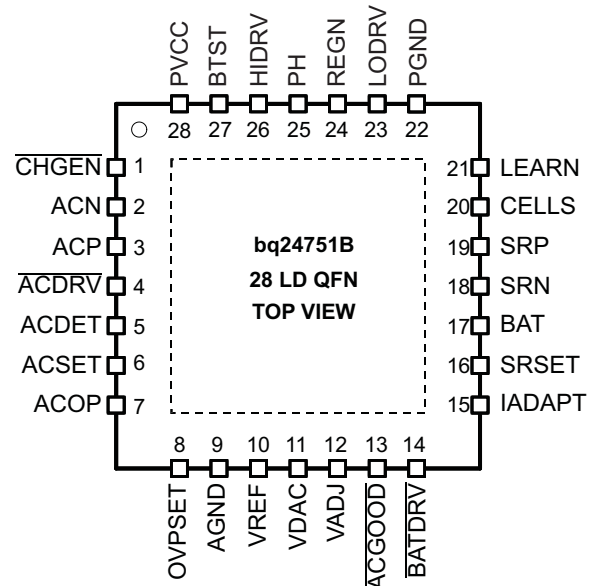 PVCC
BTST
HIDRV
PH
REGN
LODRV
PGND
28 27 26 25 24 23 22
CHGEN 1
ACN 2
ACP 3
ACDRV 4
ACDET 5
ACSET 6
ACOP 7
bq24751B
28 LD QFN
TOP VIEW
21 LEARN
20 CELLS
19 SRP
18 SRN
17 BAT
16 SRSET
15 IADAPT
8 9 10 11 12 13 14
OVPSET
AGND
VREF
VDAC
VADJ
ACGOOD
BATDRV